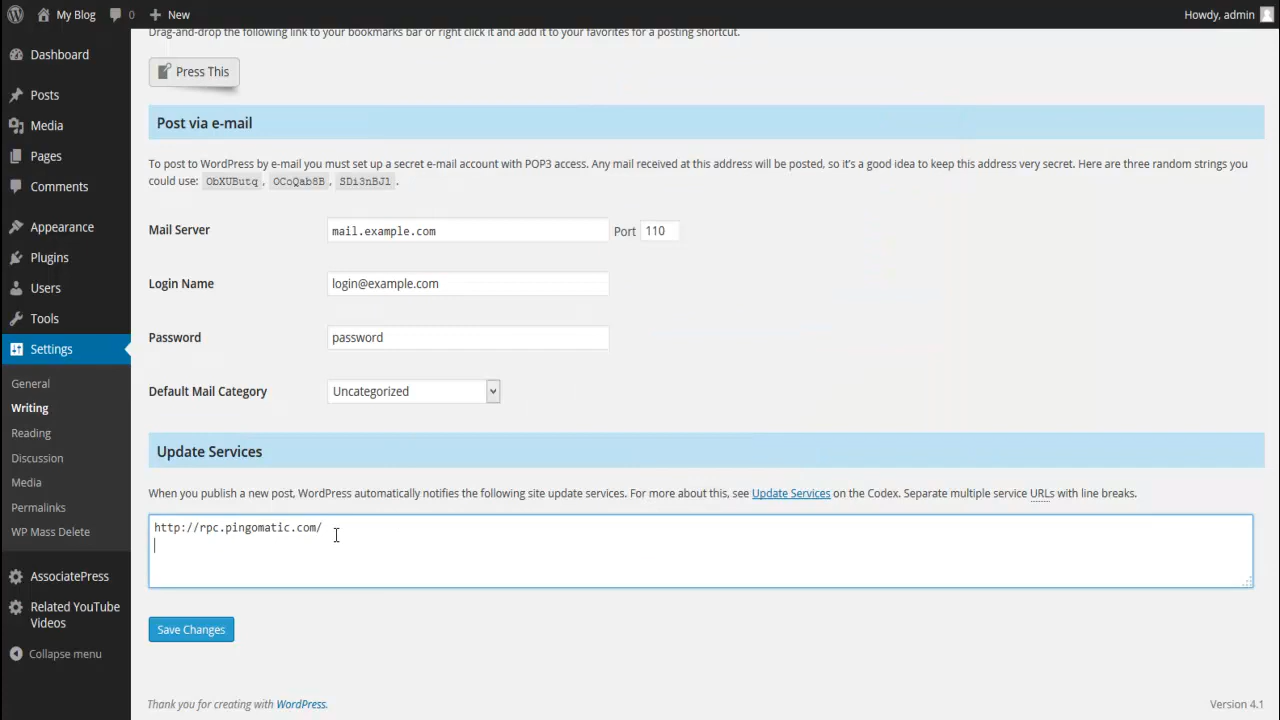 My Blog 0 New Howdy, admin
Dashboard
Posts
Media
Pages
Comments
Appearance
Plugins
Users
Tools
Settings
General
Writing
Reading
Discussion
Media
Permalinks
WP Mass Delete
AssociatePress
Related YouTube
Videos
Collapse menu
Drag-and-drop the following link to your bookmarks bar or right click it and add it to your favorites for a posting shortcut.
Press This
Post via e-mail
To post to WordPress by e-mail you must set up a secret e-mail account with POP3 access. Any mail received at this address will be posted, so it's a good idea to keep this address very secret. Here are three random strings you
could use: ObXUButq , OCoQab8B , SDi3nBJl .
Mail Server mail.example.com Port 110
Login Name login@example.com
Password password
Default Mail Category Uncategorized
Update Services
When you publish a new post, WordPress automatically notifies the following site update services. For more about this, see Update Services on the Codex. Separate multiple service URLs with line breaks.
http://rpc.pingomatic.com/
Save Changes
Thank you for creating with WordPress. Version 4.1